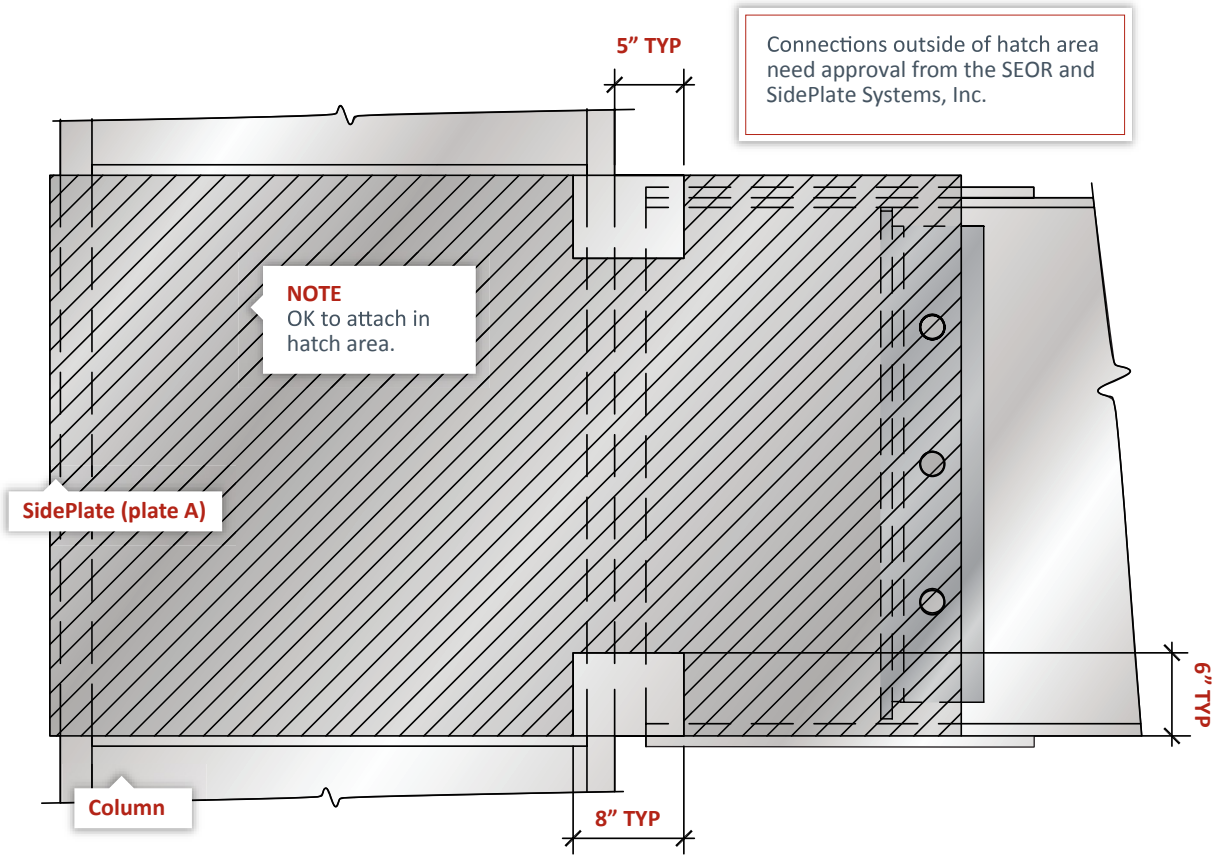 5” TYP
Connections outside of hatch area
need approval from the SEOR and
SidePlate Systems, Inc.
NOTE
OK to attach in
hatch area.
SidePlate (plate A)
6” TYP
Column
8” TYP